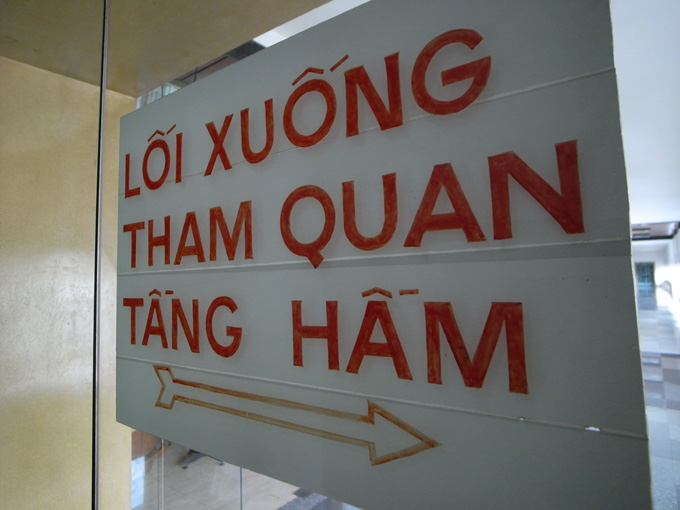 LỐI XUỐNG
THAM QUAN
TẦNG HẦM